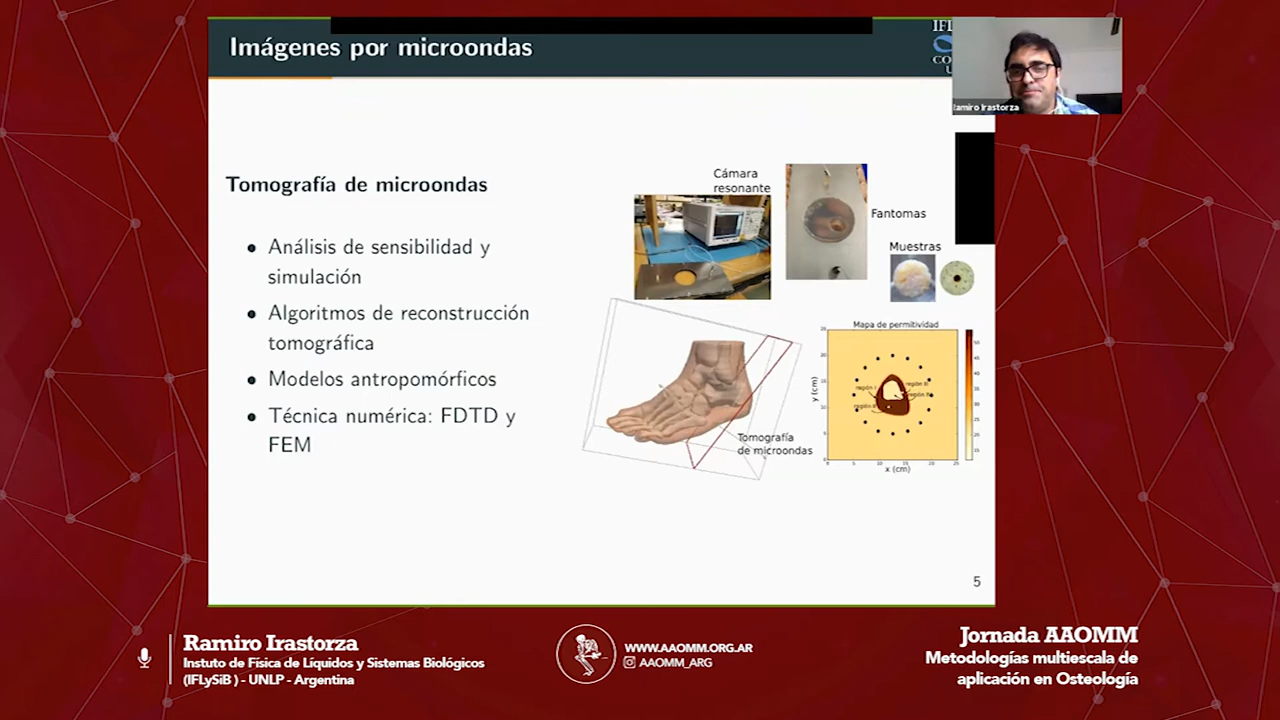 Imágenes por microondas
Ramiro Irastorza
Tomografía de microondas
• Análisis de sensibilidad y
simulación
• Algoritmos de reconstrucción
tomográfica
• Modelos antropomórficos
• Técnica numérica: FDTD y
FEM
Cámara
resonante
Fantomas
Muestras
Tomografía
de microondas
Mapa de permitividad
y (cm)
x (cm)
5
Ramiro Irastorza
Instuto de Física de Líquidos y Sistemas Biológicos
(IFLySiB ) - UNLP - Argentina
WWW.AAOMM.ORG.AR
AAOMM_ARG
Jornada AAOMM
Metodologías multiescala de
aplicación en Osteología